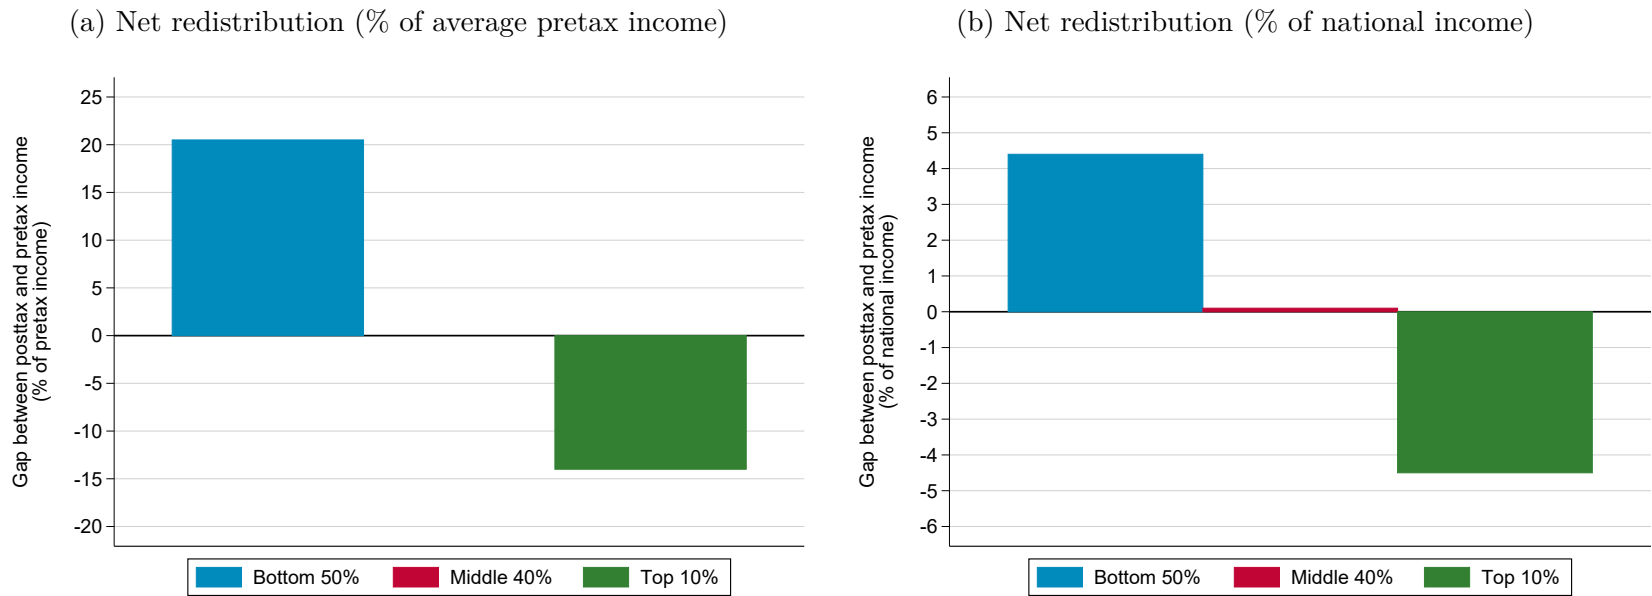 (a) Net redistribution (% of average pretax income)
Gap between posttax and pretax income
(% of pretax income)
25
20
15
10
5
0
-5
-10
-15
-20
Bottom 50% Middle 40% Top 10%
(b) Net redistribution (% of national income)
Gap between posttax and pretax income
(% of national income)
6
5
4
3
2
1
0
-1
-2
-3
-4
-5
-6
Bottom 50% Middle 40% Top 10%